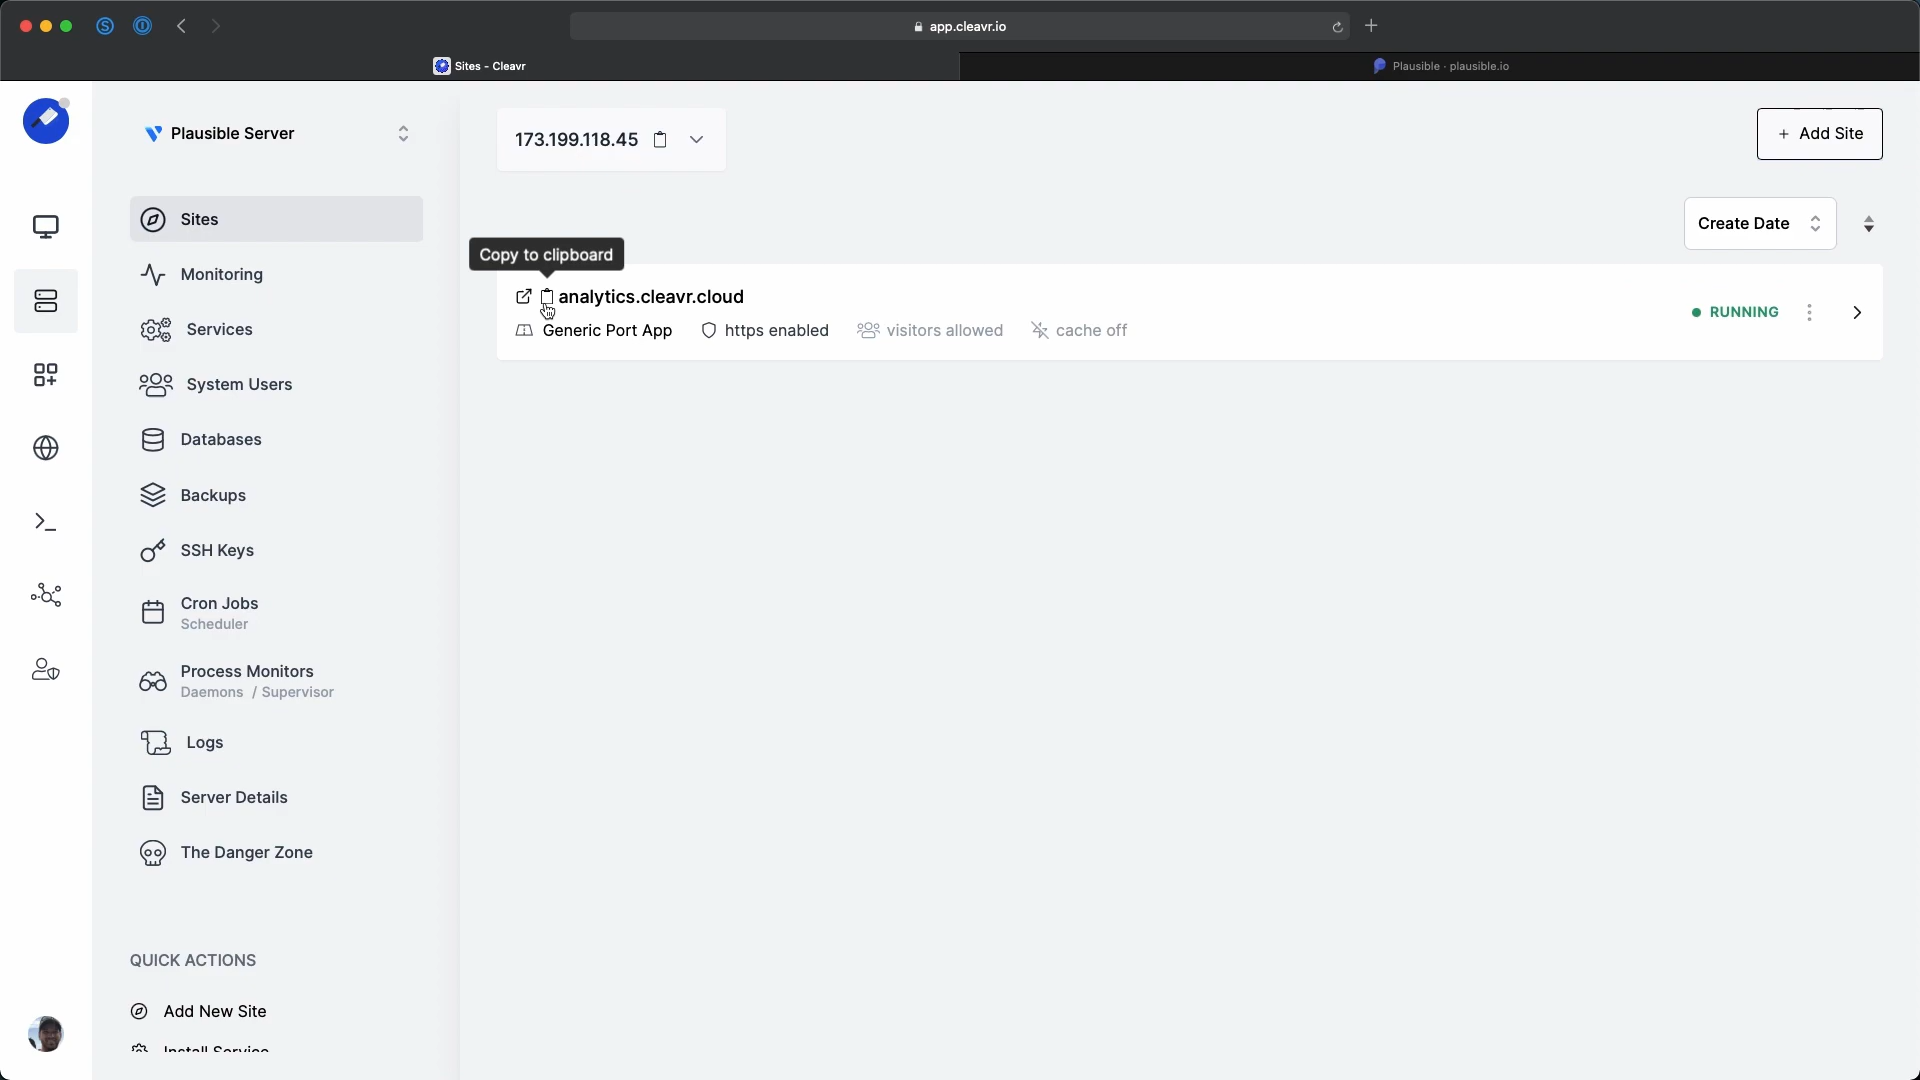 app.cleavr.io
Sites - Cleavr
Plausible · plausible.io
Plausible Server
173.199.118.45
+ Add Site
Sites
Create Date
Copy to clipboard
Monitoring
analytics.cleavr.cloud
RUNNING
Services
Generic Port App
https enabled
visitors allowed
cache off
System Users
Databases
Backups
SSH Keys
Cron Jobs
Scheduler
Process Monitors
Daemons / Supervisor
Logs
Server Details
The Danger Zone
QUICK ACTIONS
Add New Site
Install Service